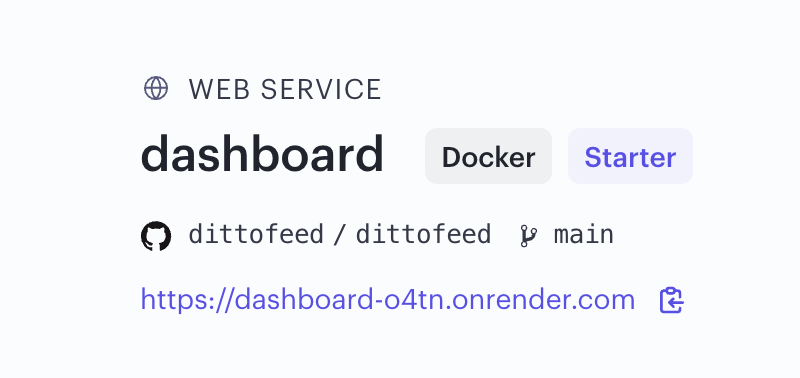 WEB SERVICE
dashboard Docker Starter
dittofeed / dittofeed main
https://dashboard-o4tn.onrender.com